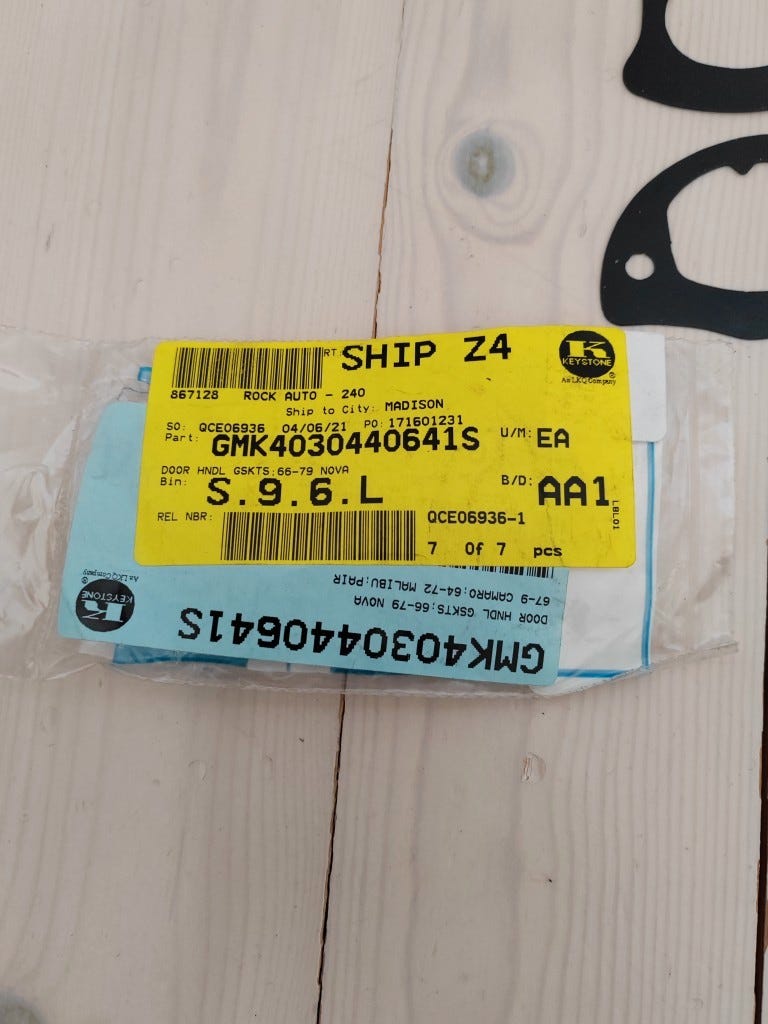 RT: SHIP Z4
K
KEYSTONE
®
An LKQ Company
867128 ROCK AUTO - 240
Ship to City: MADISON
SO: QCE06936 04/06/21 PO: 171601231
Part: GMK4030440641S U/M: EA
DOOR HNDL GSKTS:66-79 NOVA
Bin: S.9.6.L B/D: AA1
LBL01
REL NBR: QCE06936-1
7 Of 7 pcs
GMK4030440641S
DOOR HNDL GSKTS:66-79 NOVA
67-9 CAMARO:64-72 MALIBU:PAIR
K
KEYSTONE
®
An LKQ Company